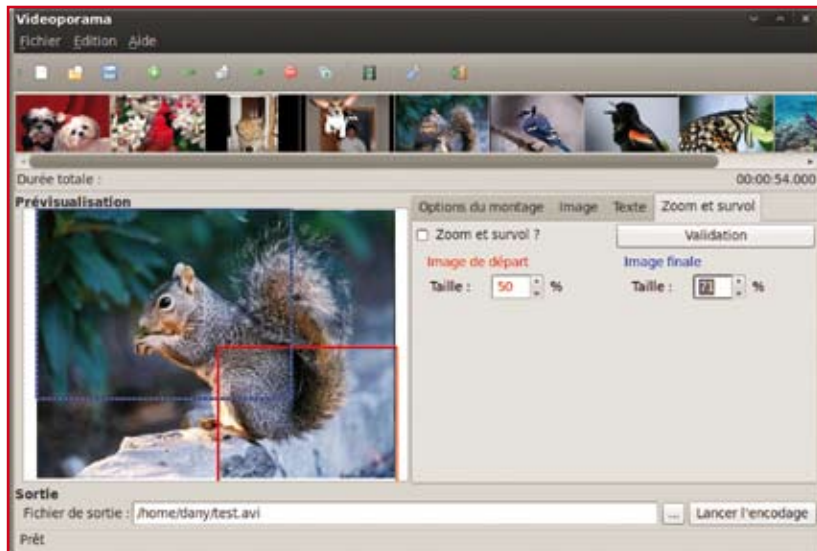 Videoporama
Fichier Edition Aide
Durée totale : 00:00:54.000
Prévisualisation
Options du montage Image Texte Zoom et survol
Zoom et survol ? Validation
Image de départ Image finale
Taille : 50 % Taille : %
Sortie
Fichier de sortie : /home/dany/test.avi ... Lancer l'encodage
Prêt